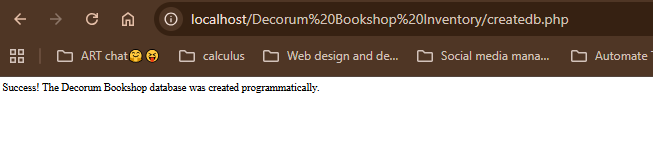 localhost/Decorum%20Bookshop%20Inventory/createdb.php
ART chat🤗😝 calculus Web design and de... Social media mana... Automate T
Success! The Decorum Bookshop database was created programmatically.